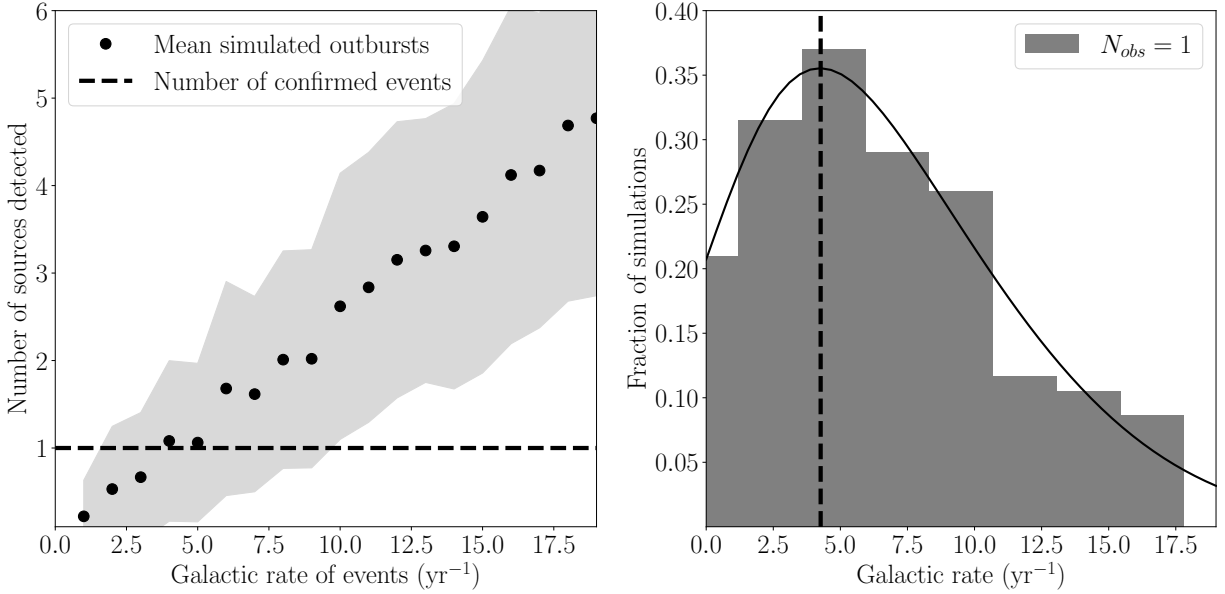 6
5
4
3
2
1
Number of sources detected
Mean simulated outbursts
Number of confirmed events
0.0 2.5 5.0 7.5 10.0 12.5 15.0 17.5
Galactic rate of events (yr⁻¹)
0.40
0.35
0.30
0.25
0.20
0.15
0.10
0.05
Fraction of simulations
N_obs = 1
0.0 2.5 5.0 7.5 10.0 12.5 15.0 17.5
Galactic rate (yr⁻¹)